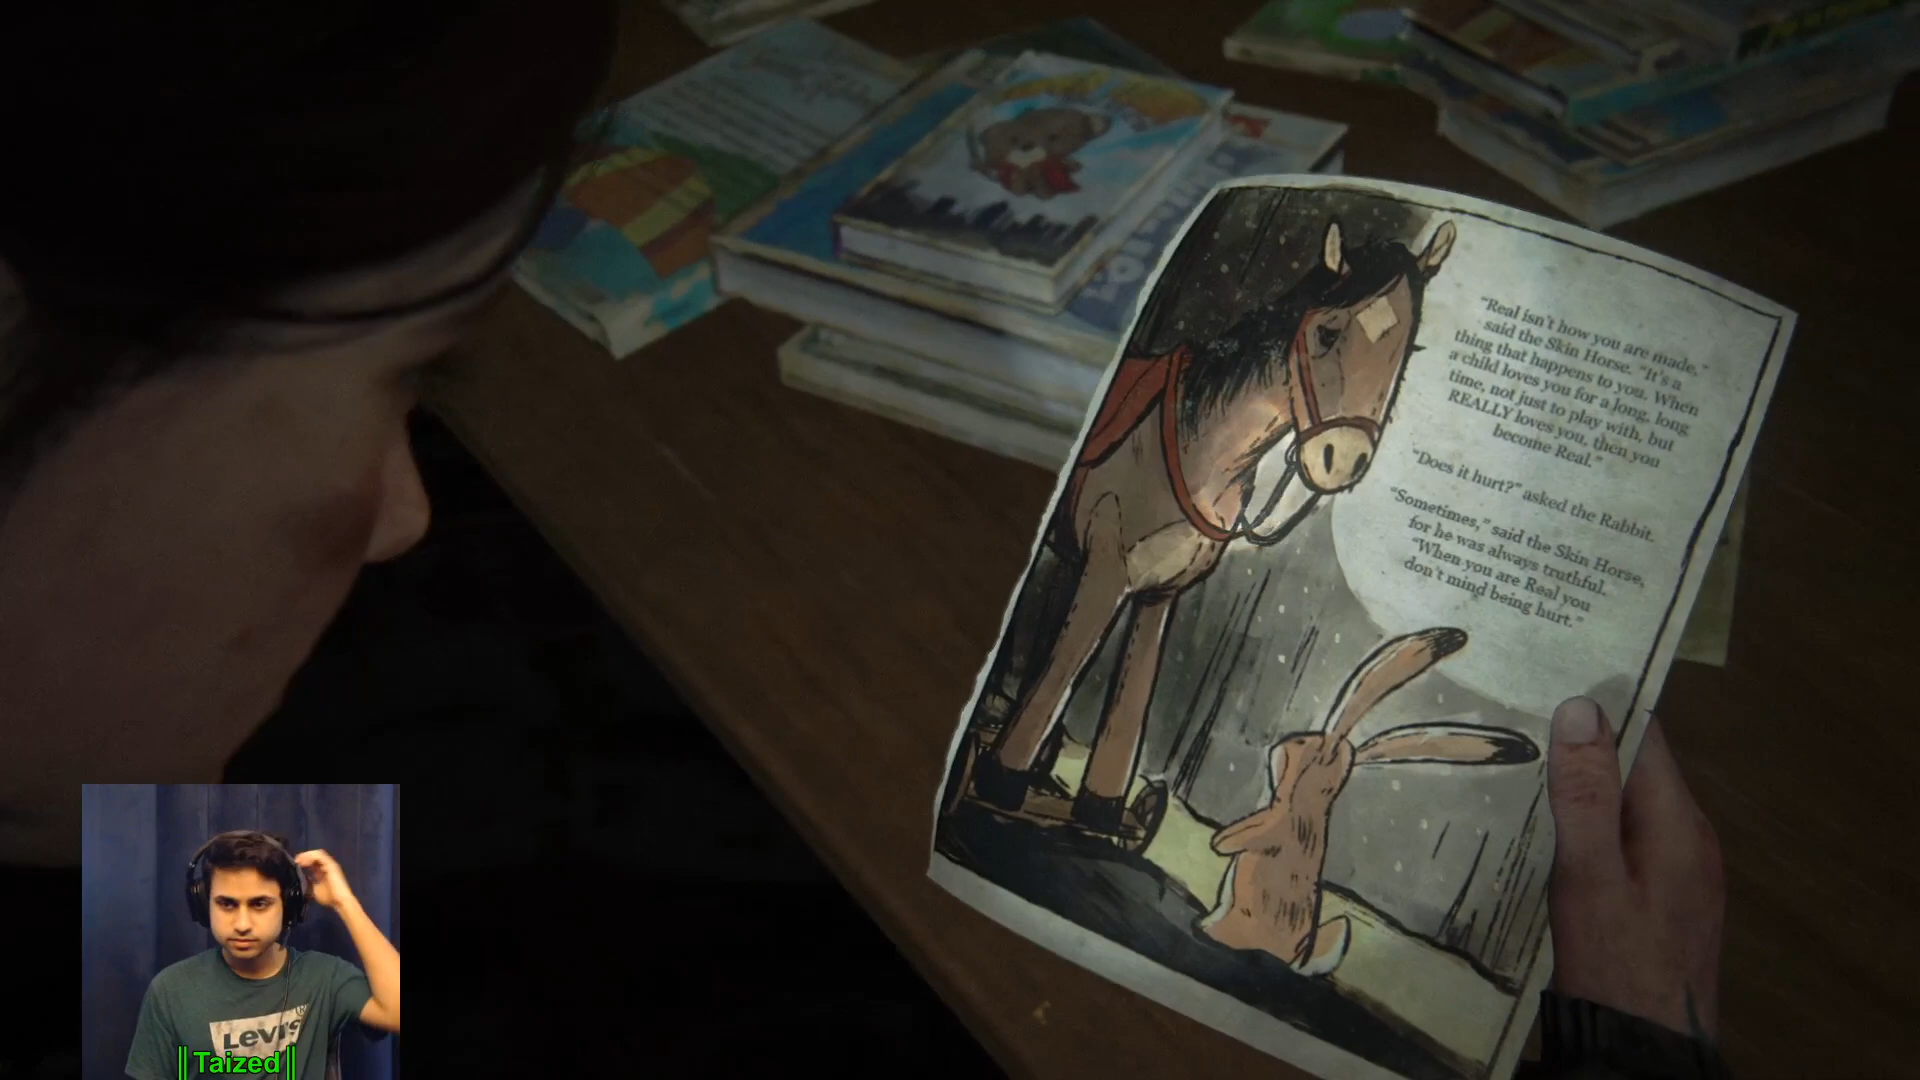 "Real isn't how you are made,"
said the Skin Horse. "It's a
thing that happens to you. When
a child loves you for a long, long
time, not just to play with, but
REALLY loves you, then you
become Real."
"Does it hurt?" asked the Rabbit.
"Sometimes," said the Skin Horse,
for he was always truthful.
"When you are Real you
don't mind being hurt."
Levi's
Taized